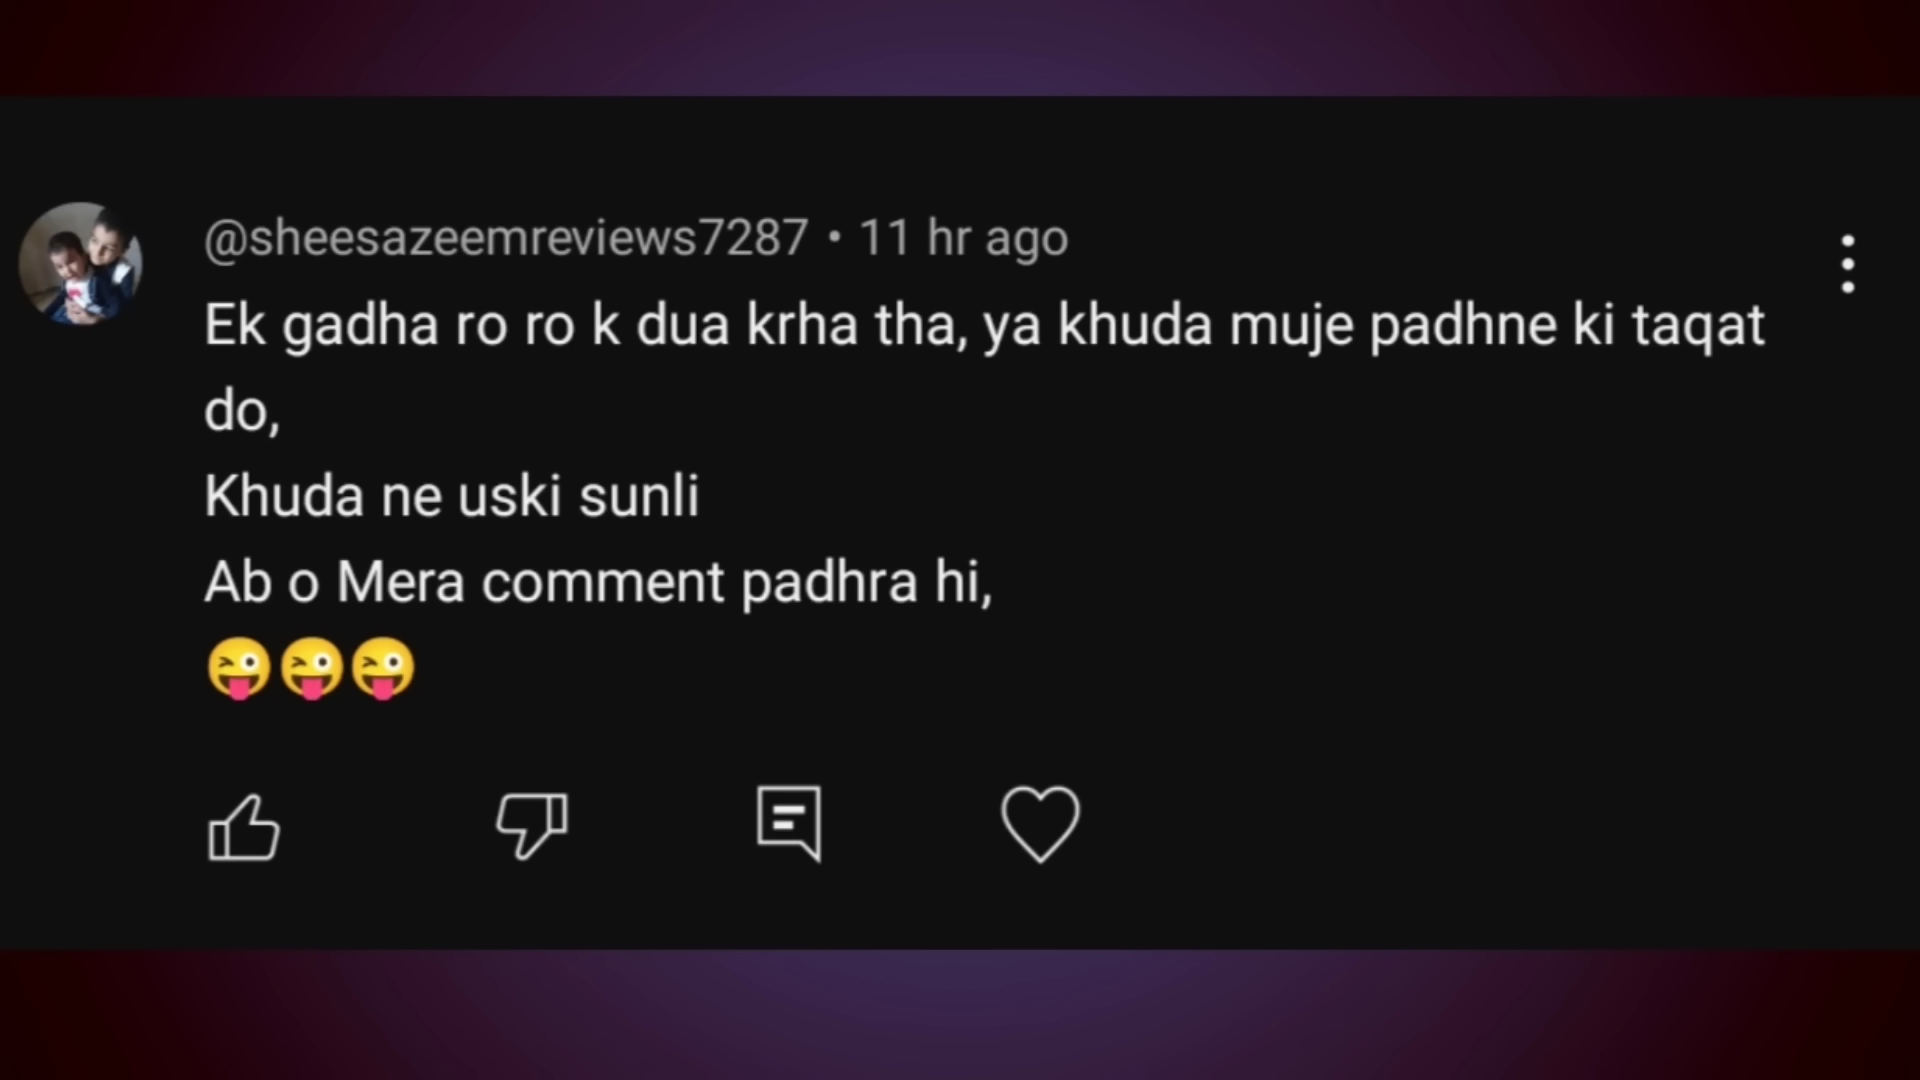 @sheesazeemreviews7287 • 11 hr ago
Ek gadha ro ro k dua krha tha, ya khuda muje padhne ki taqat
do,
Khuda ne uski sunli
Ab o Mera comment padhra hi,
😜😜😜